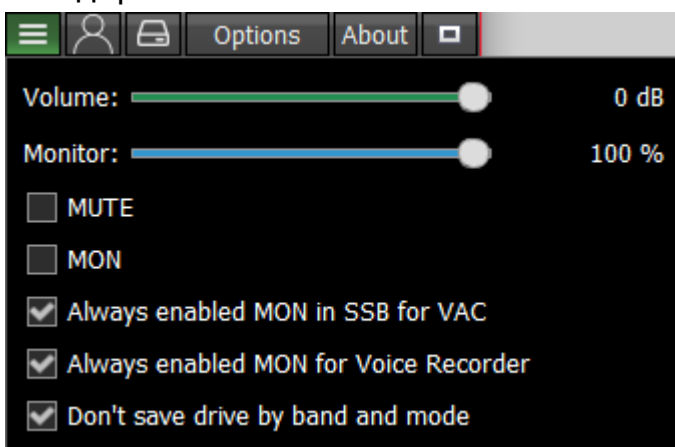 Options About
Volume: 0 dB
Monitor: 100 %
MUTE
MON
Always enabled MON in SSB for VAC
Always enabled MON for Voice Recorder
Don't save drive by band and mode